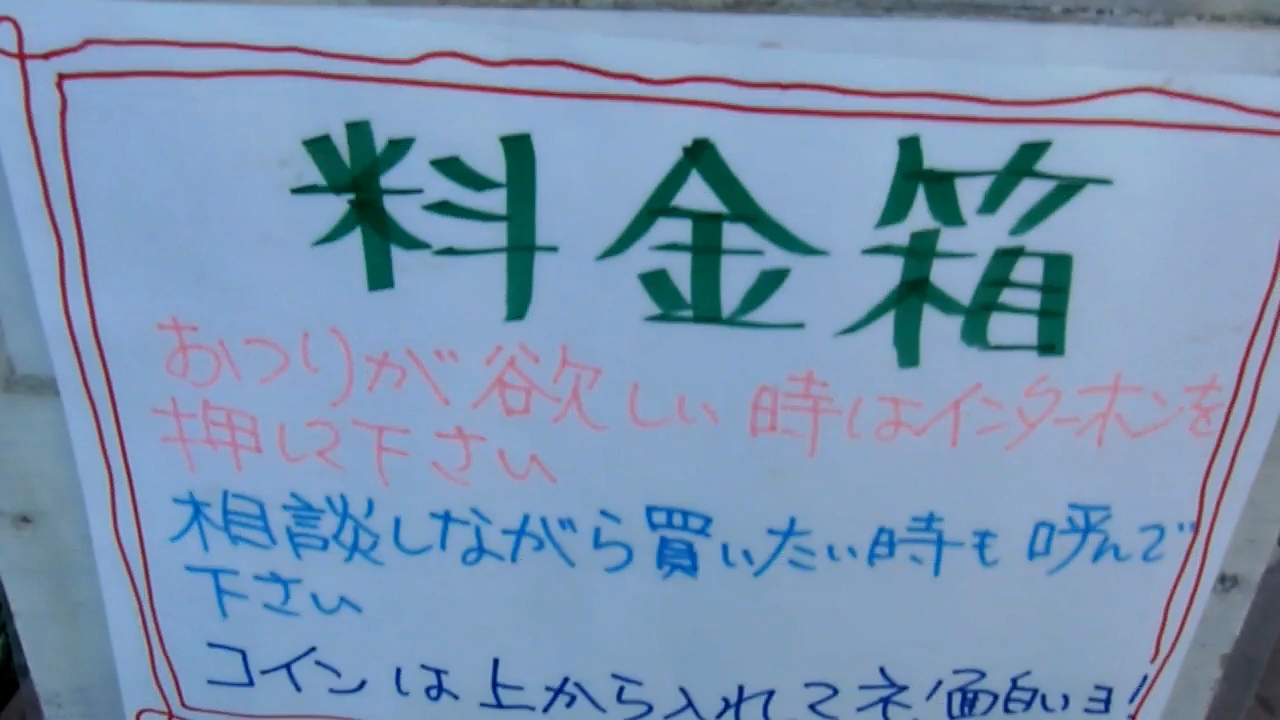 料金箱
おつりが欲しい時はインターホンを
押して下さい
相談しながら買いたい時も呼んで
下さい
コインは上から入れてネ!面白いヨ!